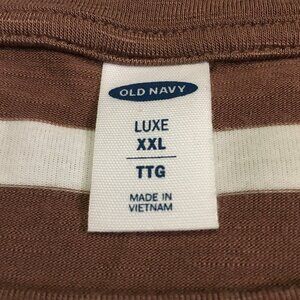 OLD NAVY
LUXE
XXL
TTG
MADE IN
VIETNAM